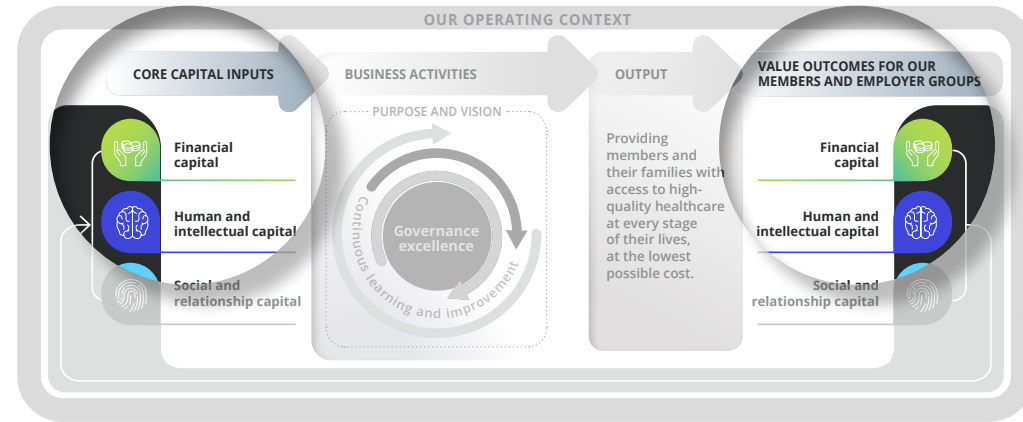 OUR OPERATING CONTEXT
CORE CAPITAL INPUTS
Financial
capital
Human and
intellectual capital
Social and
relationship capital
BUSINESS ACTIVITIES
PURPOSE AND VISION
Continuous learning and improvement
Governance
excellence
OUTPUT
Providing
members and
their families with
access to high-
quality healthcare
at every stage
of their lives,
at the lowest
possible cost.
VALUE OUTCOMES FOR OUR
MEMBERS AND EMPLOYER GROUPS
Financial
capital
Human and
intellectual capital
Social and
relationship capital